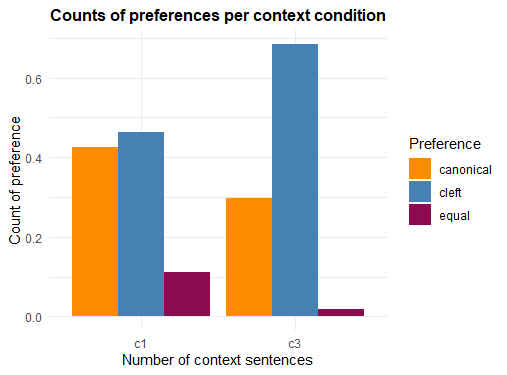 Counts of preferences per context condition
Count of preference
0.6
0.4
0.2
0.0
c1
c3
Number of context sentences
Preference
canonical
cleft
equal